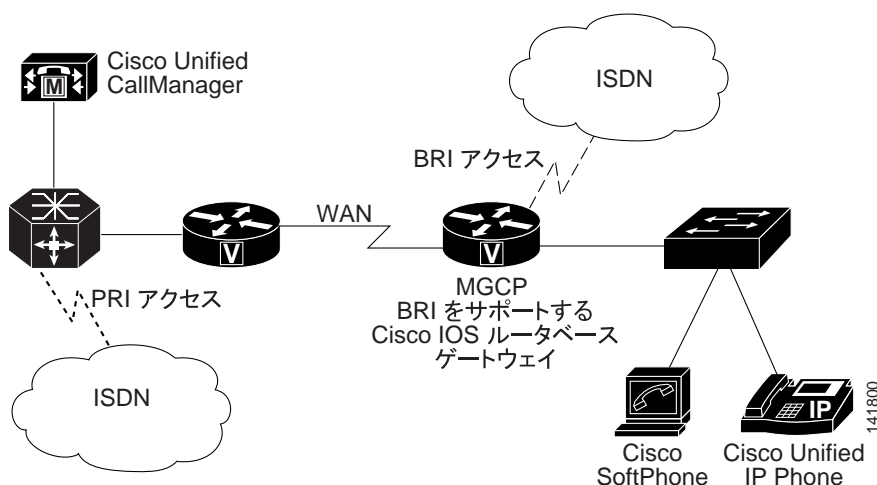 Cisco Unified
CallManager
M
ISDN
BRI アクセス
WAN
V
V
PRI アクセス
MGCP
BRI をサポートする
Cisco IOS ルータベース
ゲートウェイ
ISDN
IP
Cisco
SoftPhone
Cisco Unified
IP Phone
141800